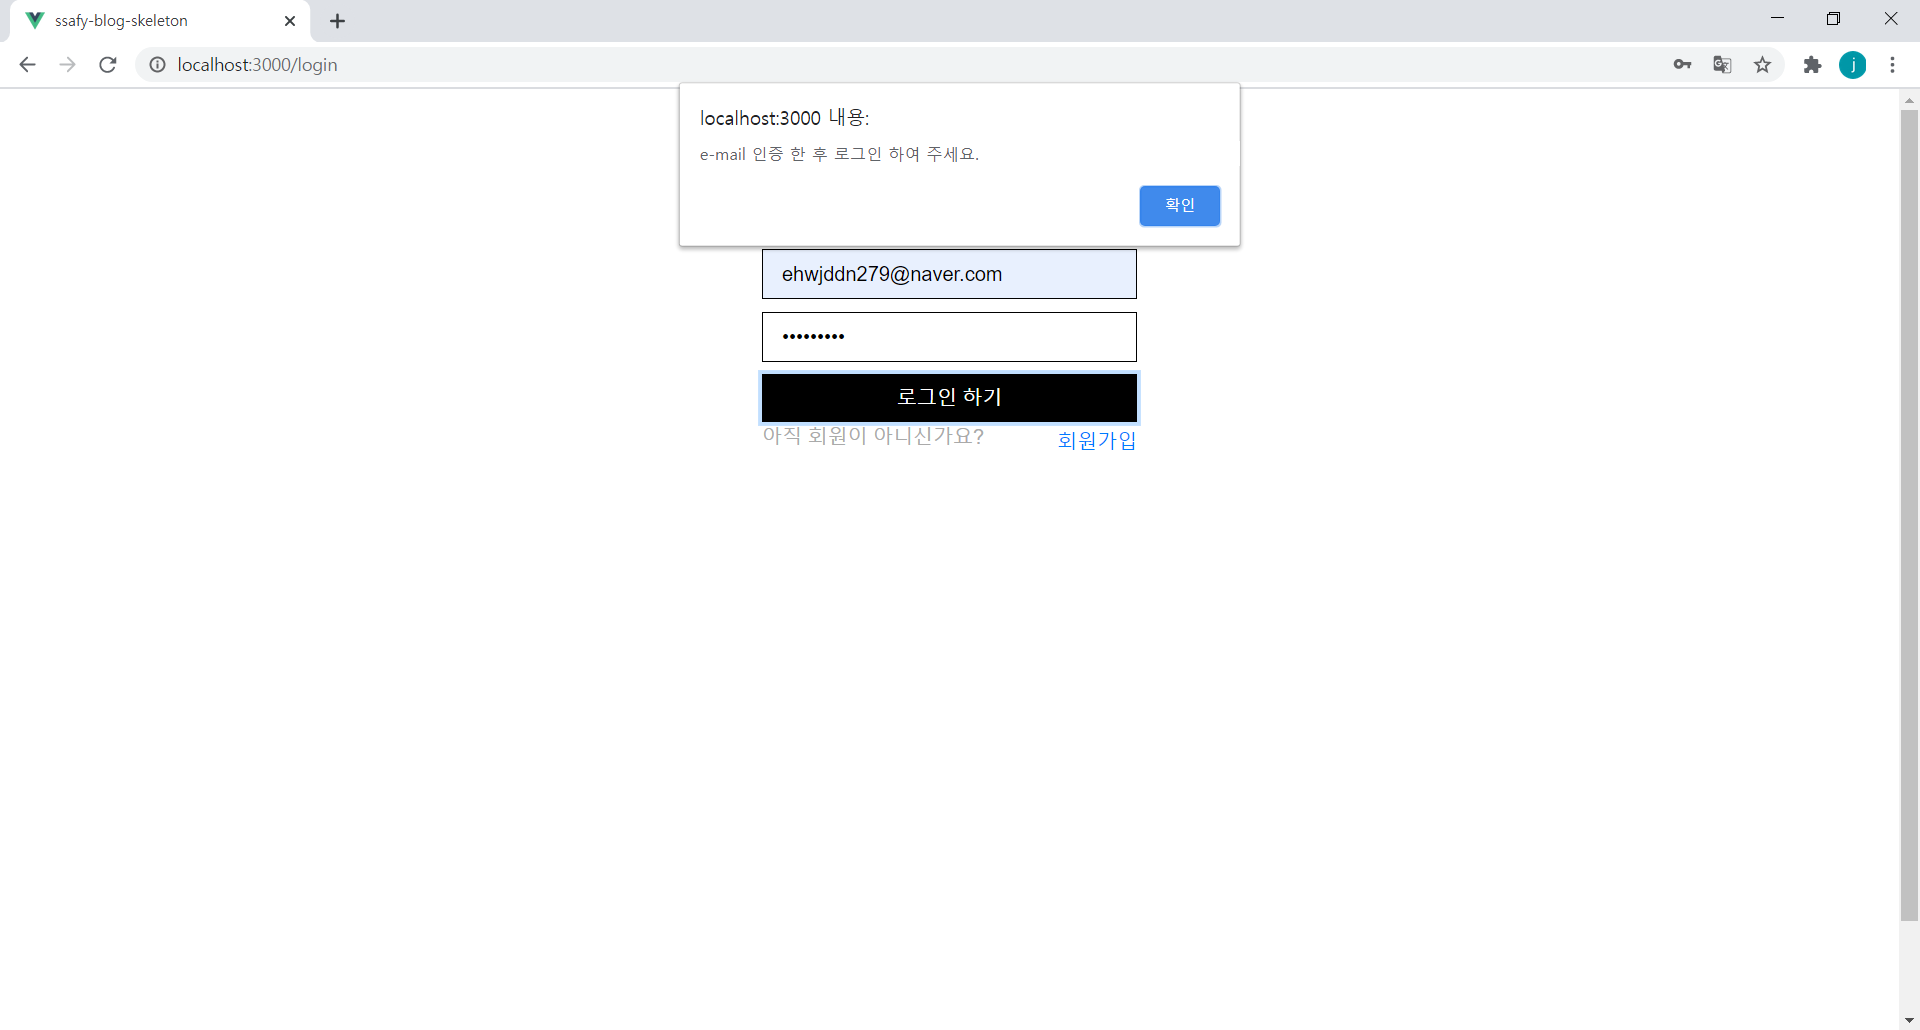 ssafy-blog-skeleton
localhost:3000/login
j
localhost:3000 내용:
e-mail 인증 한 후 로그인 하여 주세요.
확인
ehwjddn279@naver.com
•••••••••
로그인 하기
아직 회원이 아니신가요?
회원가입